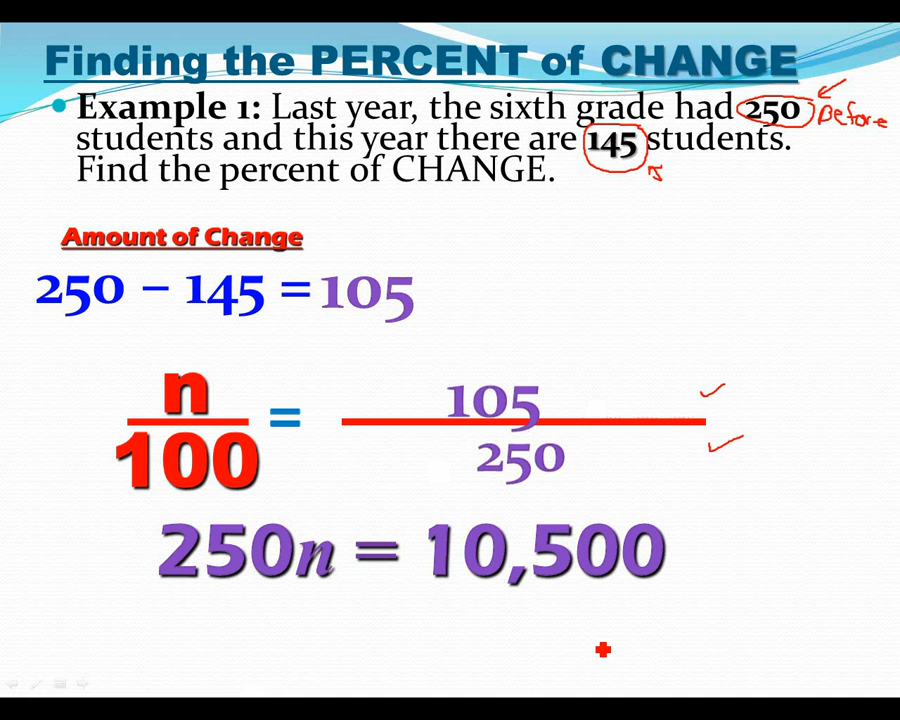 Finding the PERCENT of CHANGE
• Example 1: Last year, the sixth grade had 250 Before
students and this year there are 145 students.
Find the percent of CHANGE.
Amount of Change
250 – 145 = 105
n
100
=
105
250
250n = 10,500